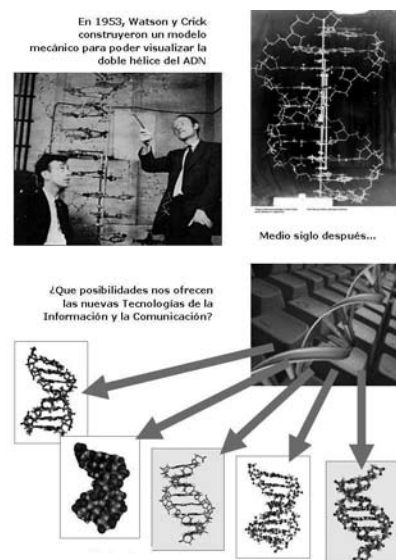 En 1953, Watson y Crick
construyeron un modelo
mecánico para poder visualizar la
doble hélice del ADN
Medio siglo después...
¿Que posibilidades nos ofrecen
las nuevas Tecnologías de la
Información y la Comunicación?